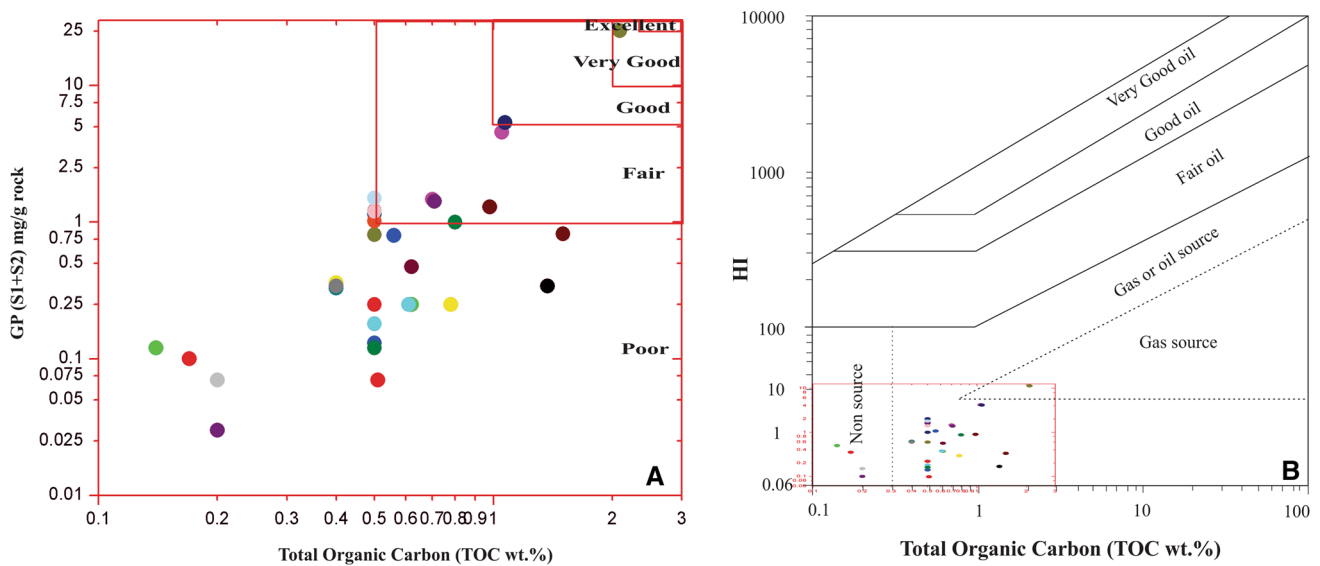 25
10
7.5
5
2.5
1
0.75
0.5
0.25
0.1
0.075
0.05
0.025
0.01
GP (S1+S2) mg/g rock
Excellent
Very Good
Good
Fair
Poor
A
0.1
0.2
0.3
0.4
0.5
0.6
0.7
0.8
0.91
2
3
Total Organic Carbon (TOC wt.%)
10000
1000
100
10
1
0.06
HI
Very Good oil
Good oil
Fair oil
Gas or oil source
Gas source
Non source
B
0.1
1
10
100
Total Organic Carbon (TOC wt.%)